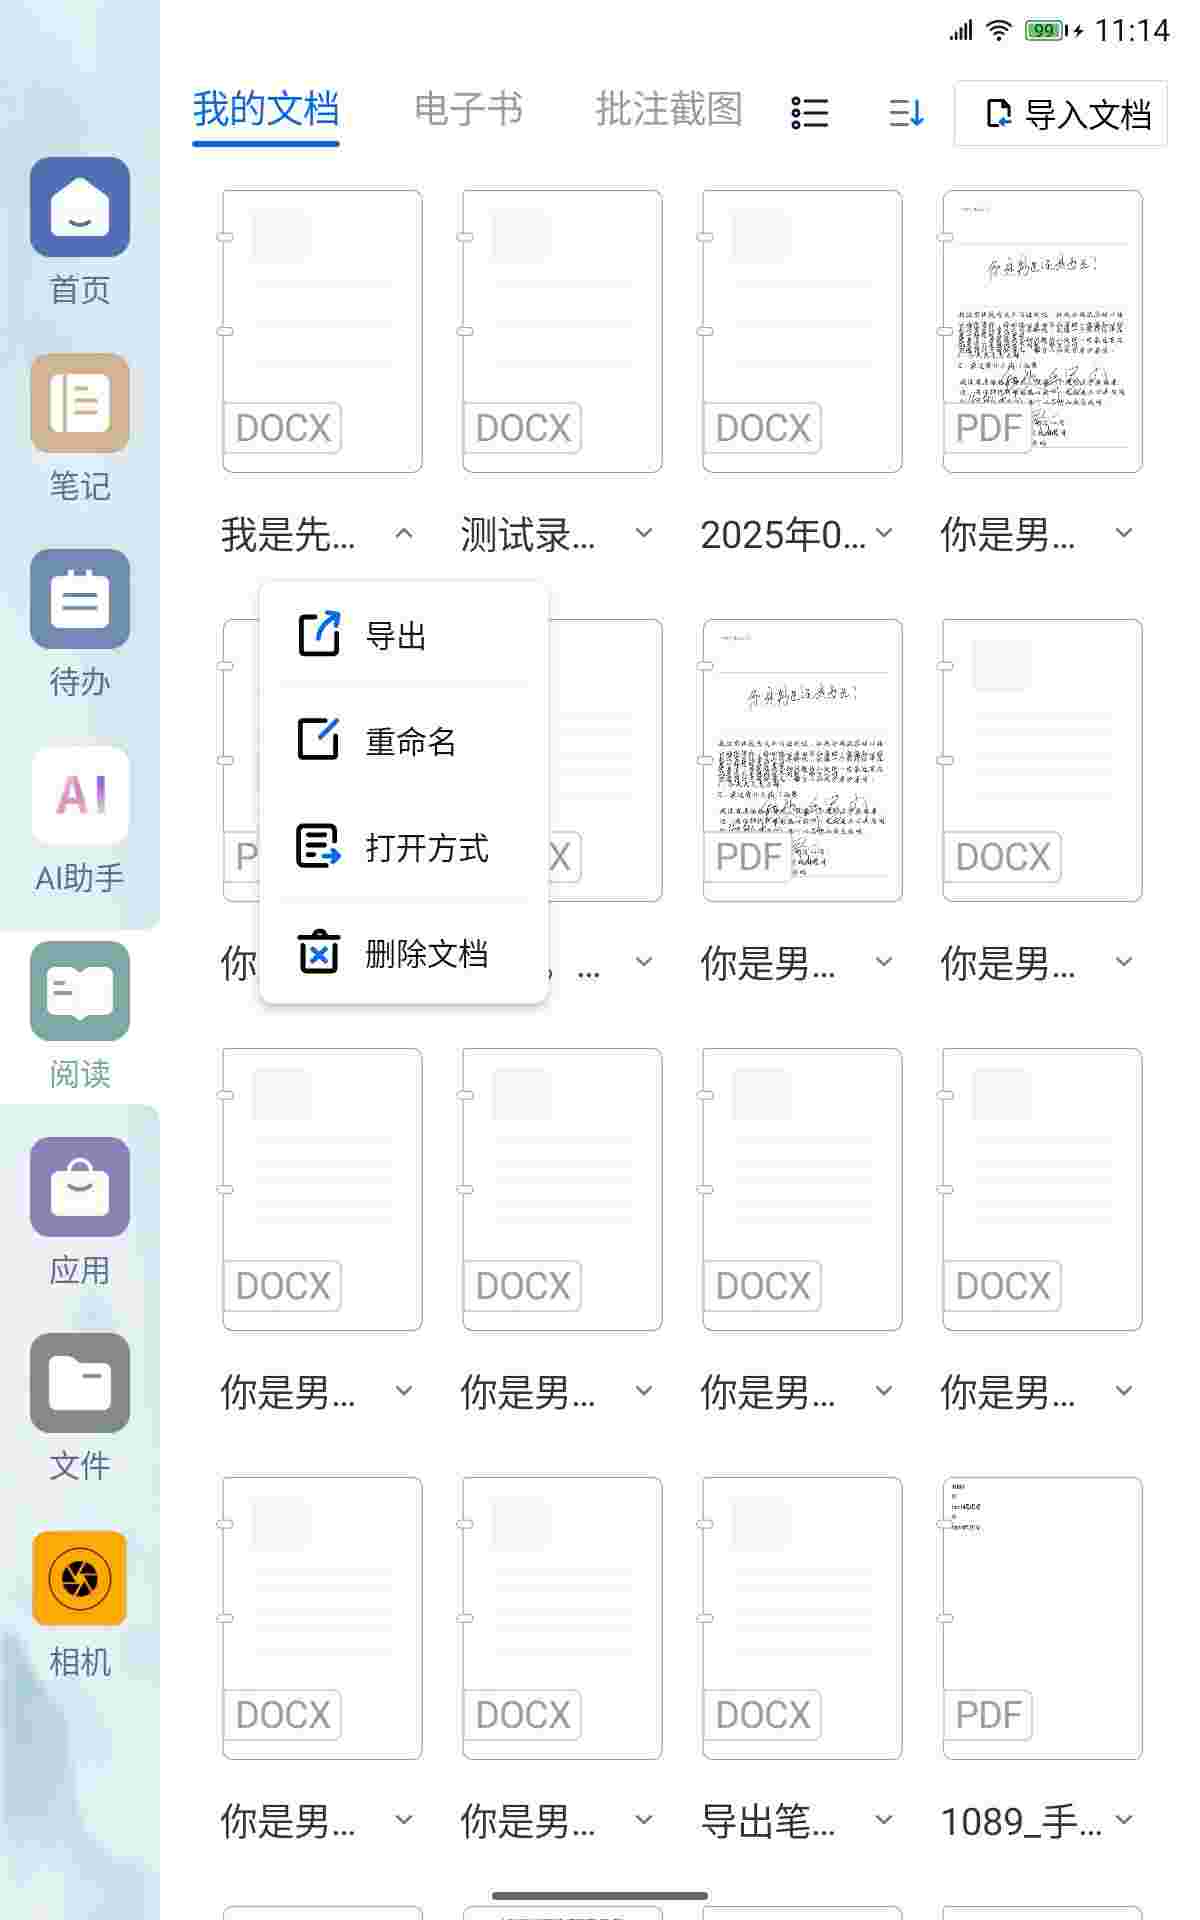 99 11:14
我的文档 电子书 批注截图 导入文档
首页
笔记
待办
AI
AI助手
阅读
应用
文件
相机
DOCX DOCX DOCX PDF
我是先... 测试录... 2025年0... 你是男...
导出
重命名
打开方式
删除文档
P X PDF DOCX
你 ... 你是男... 你是男...
DOCX DOCX DOCX DOCX
你是男... 你是男... 你是男... 你是男...
DOCX DOCX DOCX PDF
你是男... 你是男... 导出笔... 1089_手...